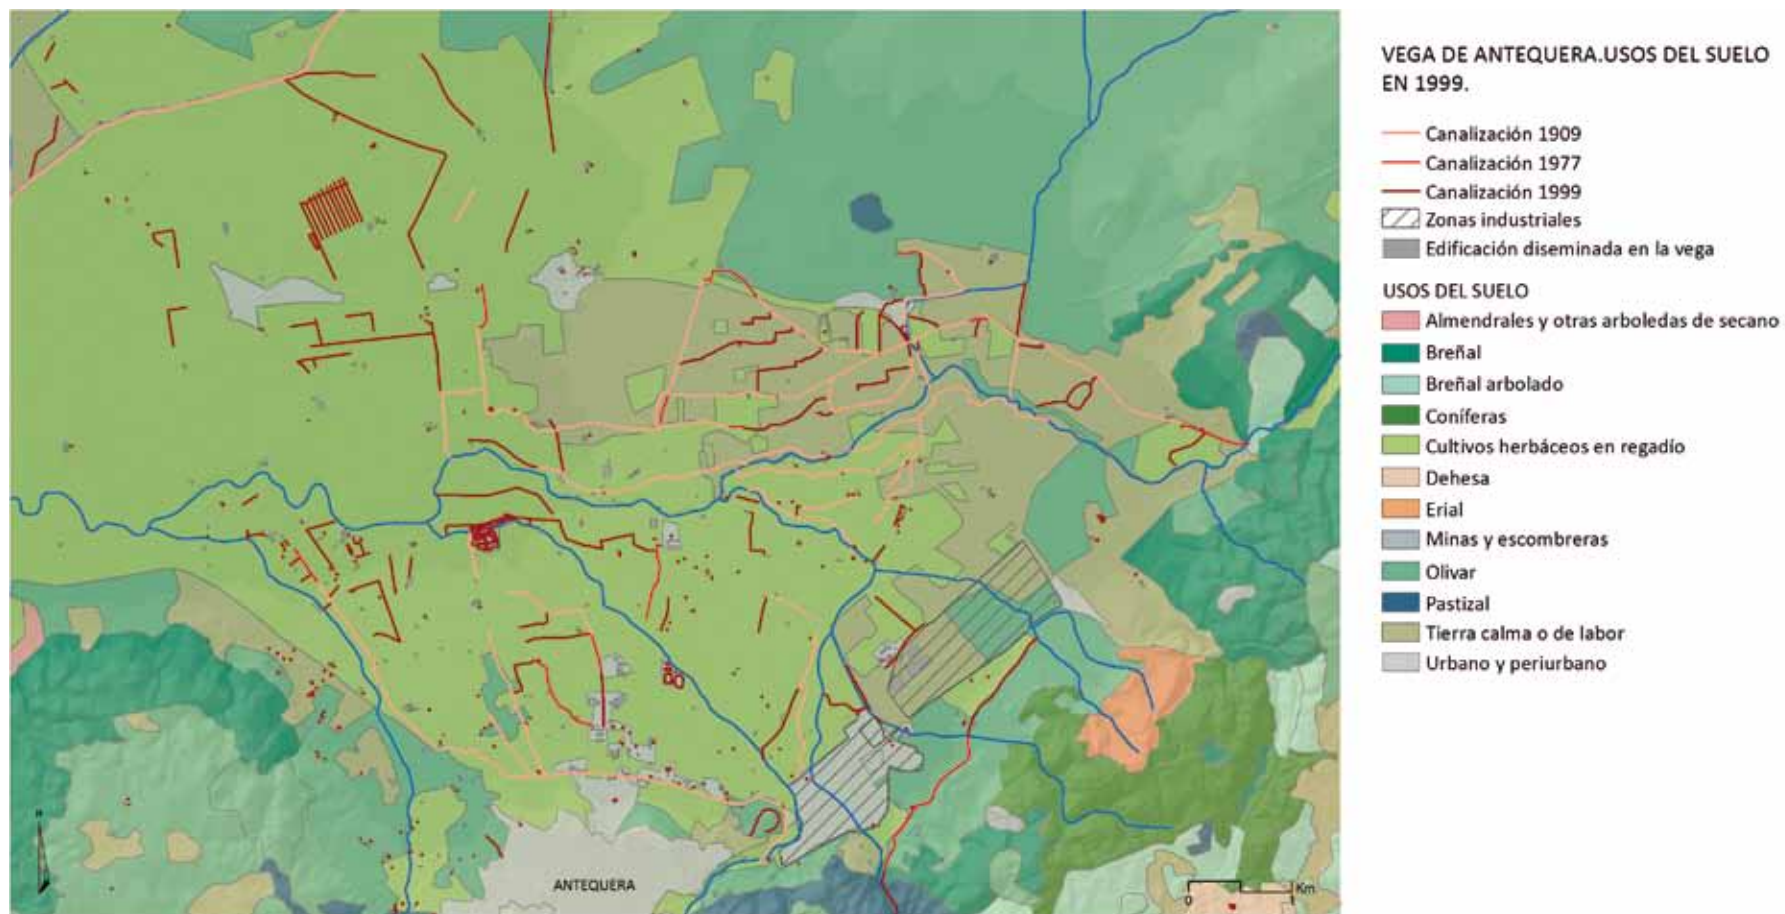 VEGA DE ANTEQUERA.USOS DEL SUELO
EN 1999.
Canalización 1909
Canalización 1977
Canalización 1999
Zonas industriales
Edificación diseminada en la vega
USOS DEL SUELO
Almendrales y otras arboledas de secano
Breñal
Breñal arbolado
Coníferas
Cultivos herbáceos en regadío
Dehesa
Erial
Minas y escombreras
Olivar
Pastizal
Tierra calma o de labor
Urbano y periurbano
ANTEQUERA
Km
0 1